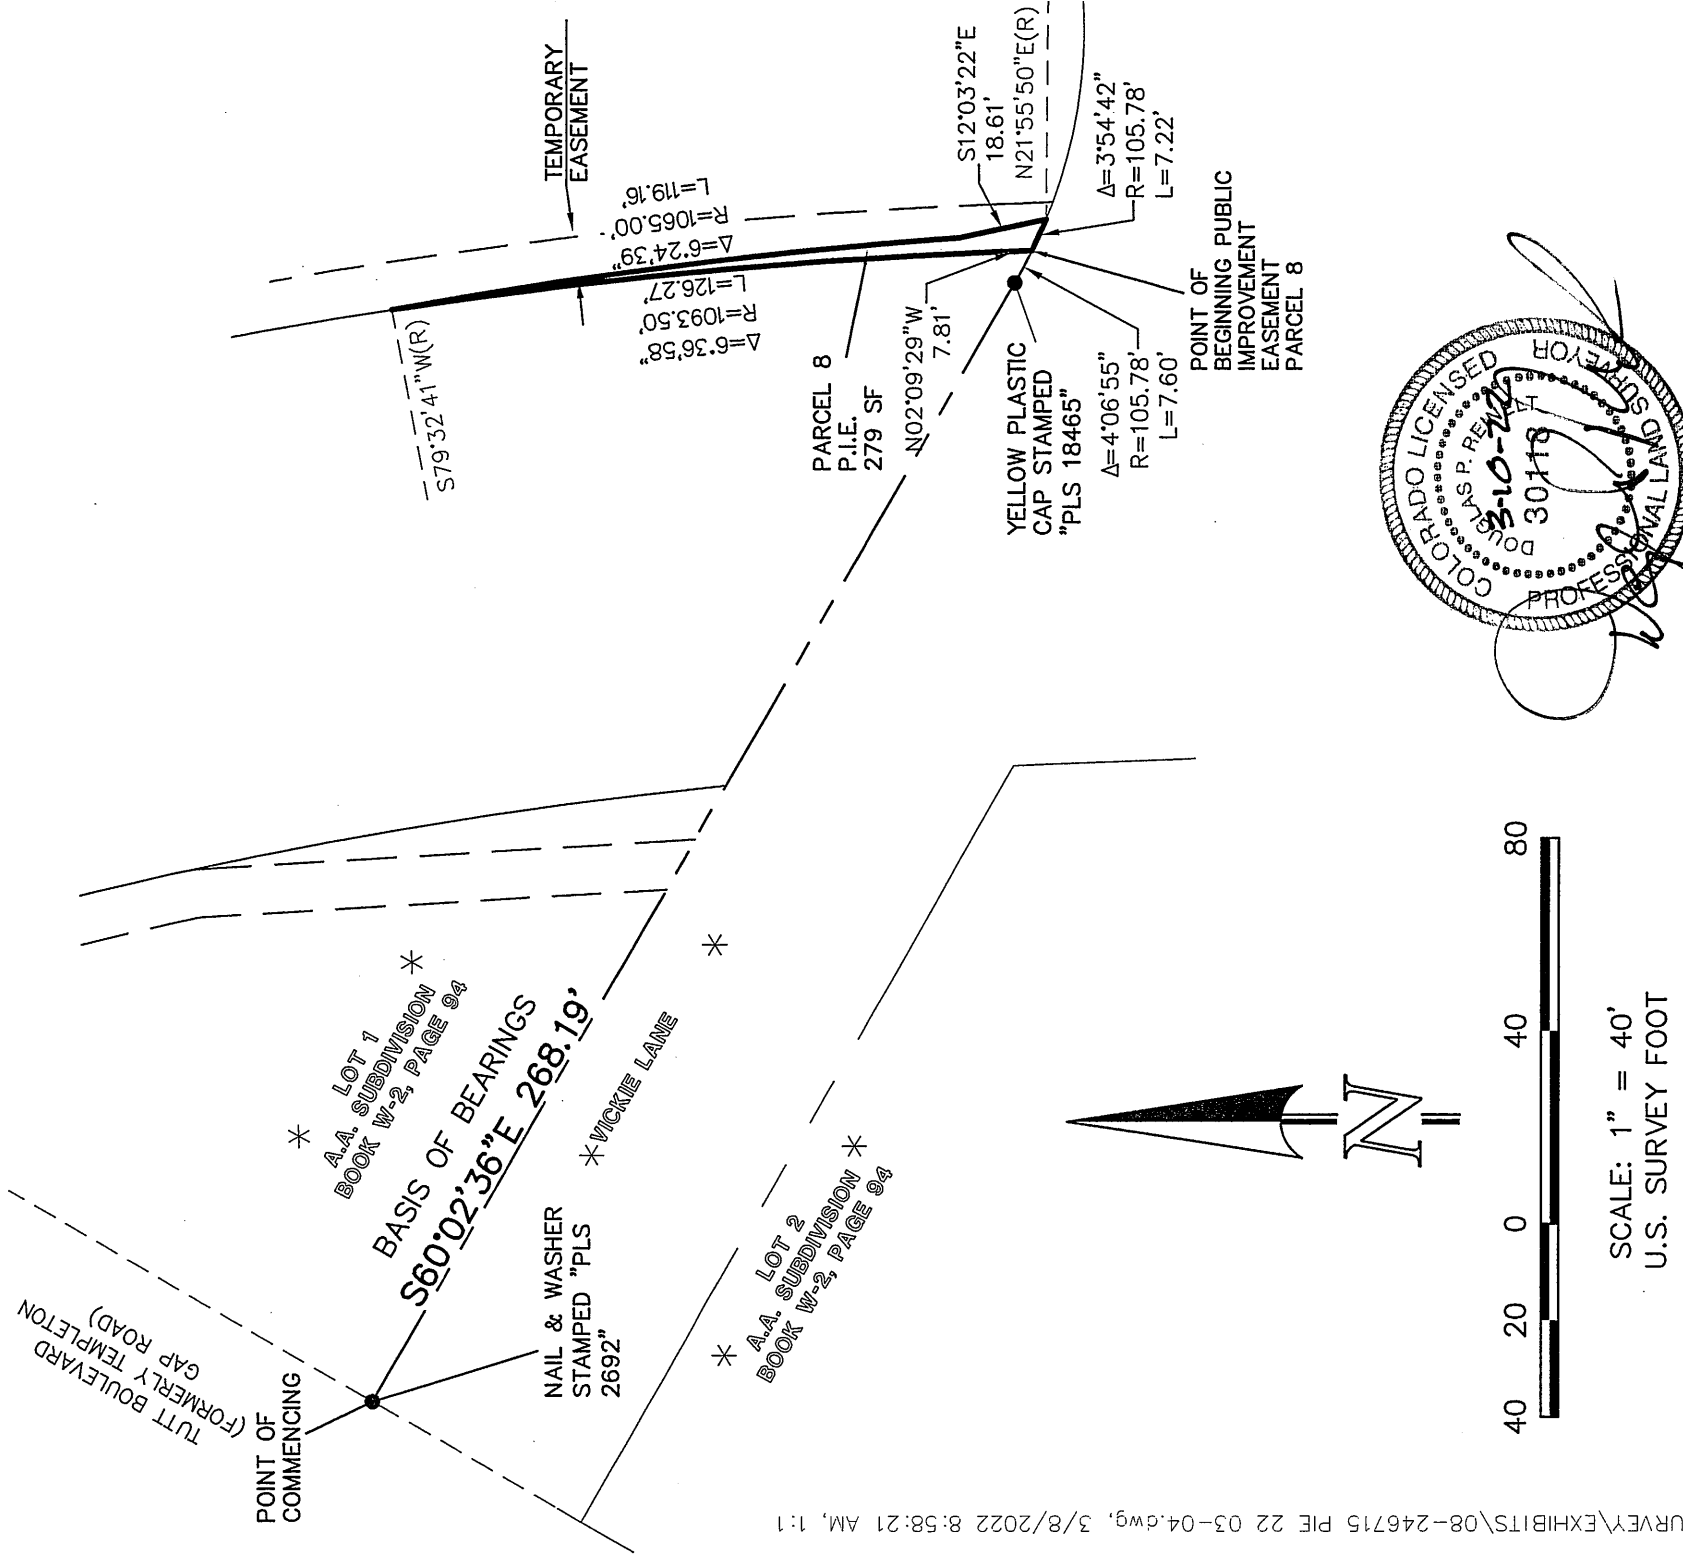 TUTT BOULEVARD
(FORMERLY TEMPLETON
GAP ROAD)
POINT OF
COMMENCING
NAIL & WASHER
STAMPED "PLS
2692"
BASIS OF BEARINGS
S60°02'36"E 268.19'
LOT 1
A.A. SUBDIVISION
BOOK W-2, PAGE 94
VICKIE LANE
LOT 2
A.A. SUBDIVISION
BOOK W-2, PAGE 94
TEMPORARY
EASEMENT
S79°32'41"W(R)
L=119.16'
R=1065.00'
Δ=6°24'39"
L=126.27'
R=1093.50'
Δ=6°36'58"
PARCEL 8
P.I.E.
279 SF
N02°09'29"W
7.81'
S12°03'22"E
18.61'
N21°55'50"E(R)
Δ=3°54'42"
R=105.78'
L=7.22'
YELLOW PLASTIC
CAP STAMPED
"PLS 18465"
Δ=4°06'55"
R=105.78'
L=7.60'
POINT OF
BEGINNING PUBLIC
IMPROVEMENT
EASEMENT
PARCEL 8
COLORADO LICENSED
PROFESSIONAL LAND SURVEYOR
DOUGLAS P.
3-10-22
30118
N
40 20 0 40 80
SCALE: 1" = 40'
U.S. SURVEY FOOT
URVEY\EXHIBITS\08-246715 PIE 22 03-04.dwg, 3/8/2022 8:58:21 AM, 1:1